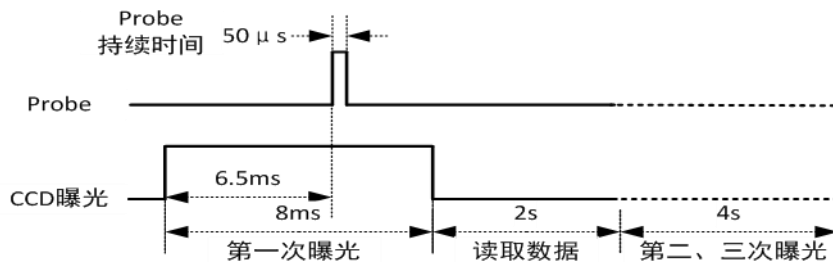 Probe
持续时间
50 μs
Probe
CCD曝光
6.5ms
8ms
2s
4s
第一次曝光
读取数据
第二、三次曝光